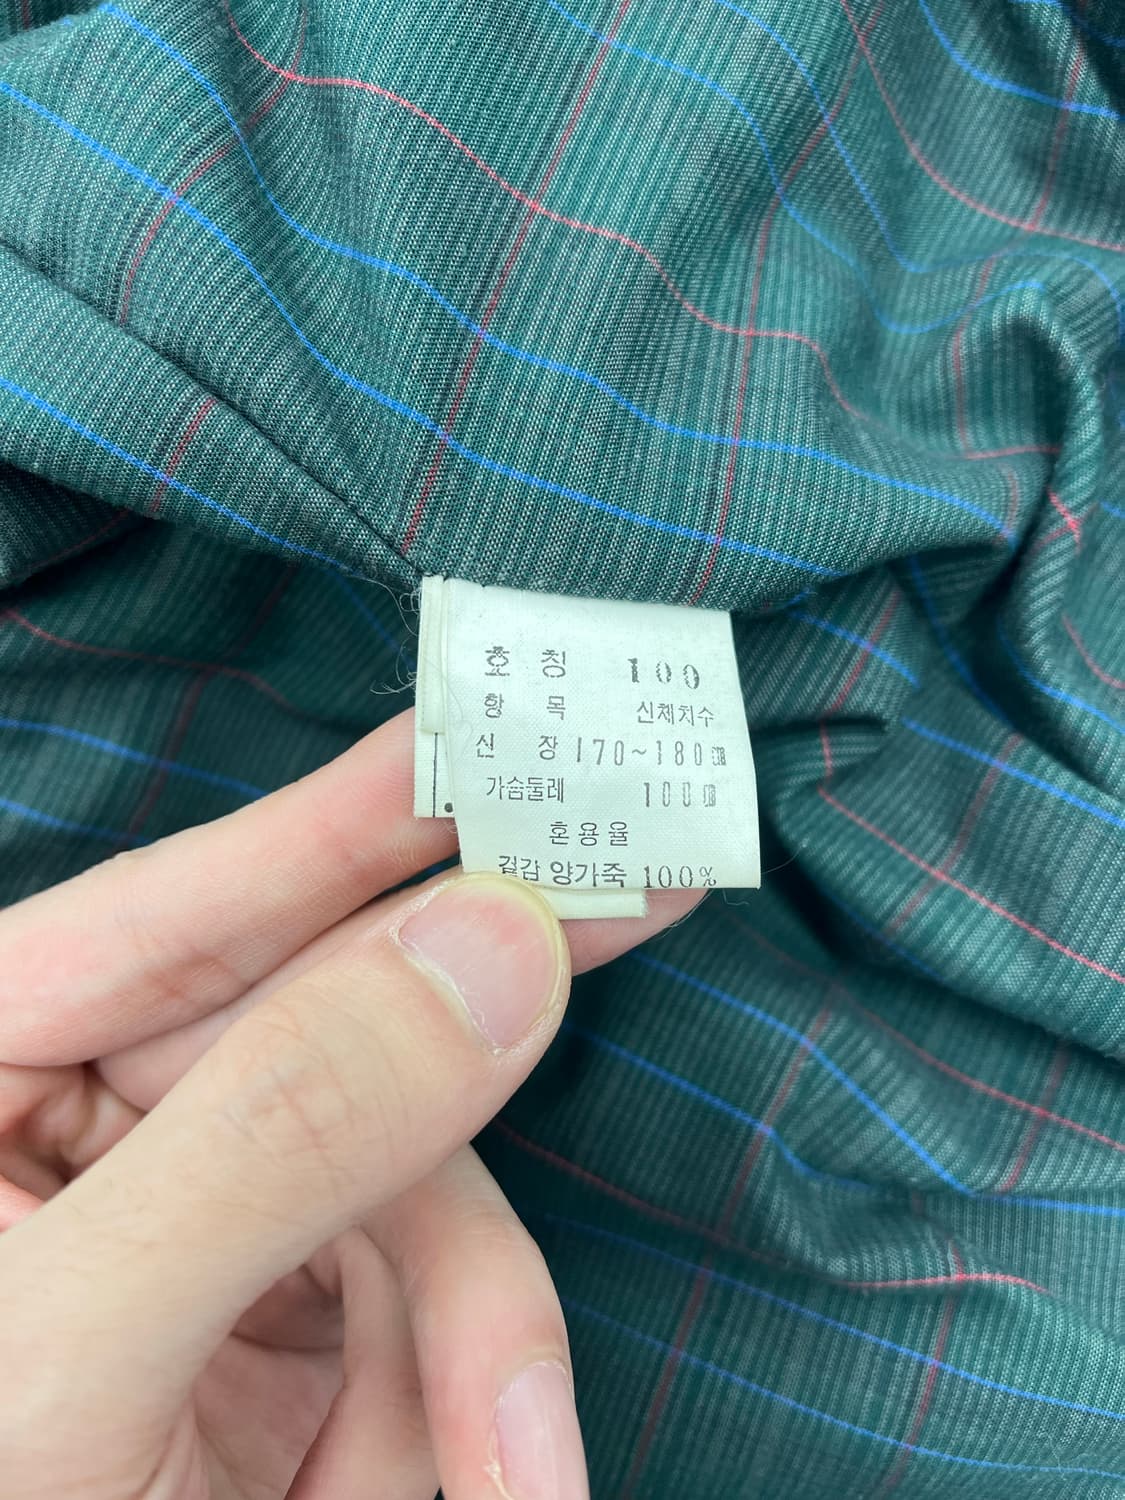 호 칭 100
항 목 신체치수
신 장 170~180㎝
가슴둘레 100㎝
혼용율
겉감 양가죽 100%